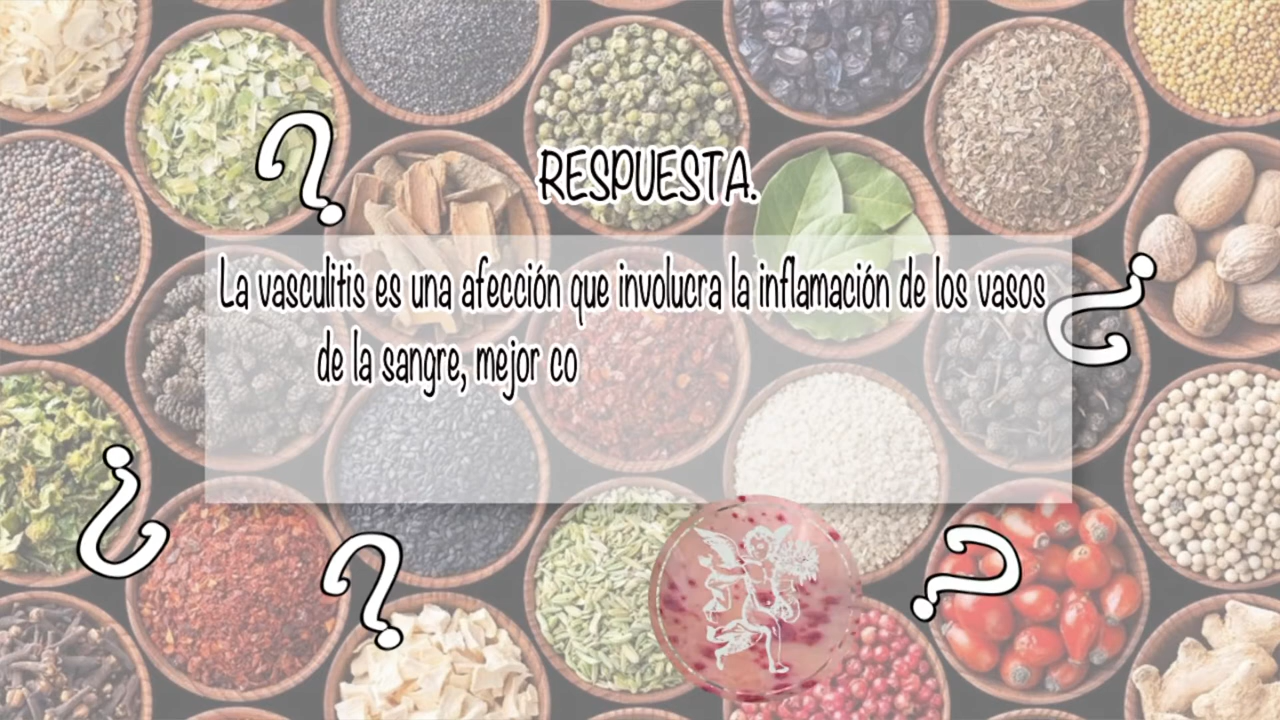 RESPUESTA.
La vasculitis es una afección que involucra la inflamación de los vasos
de la sangre, mejor co